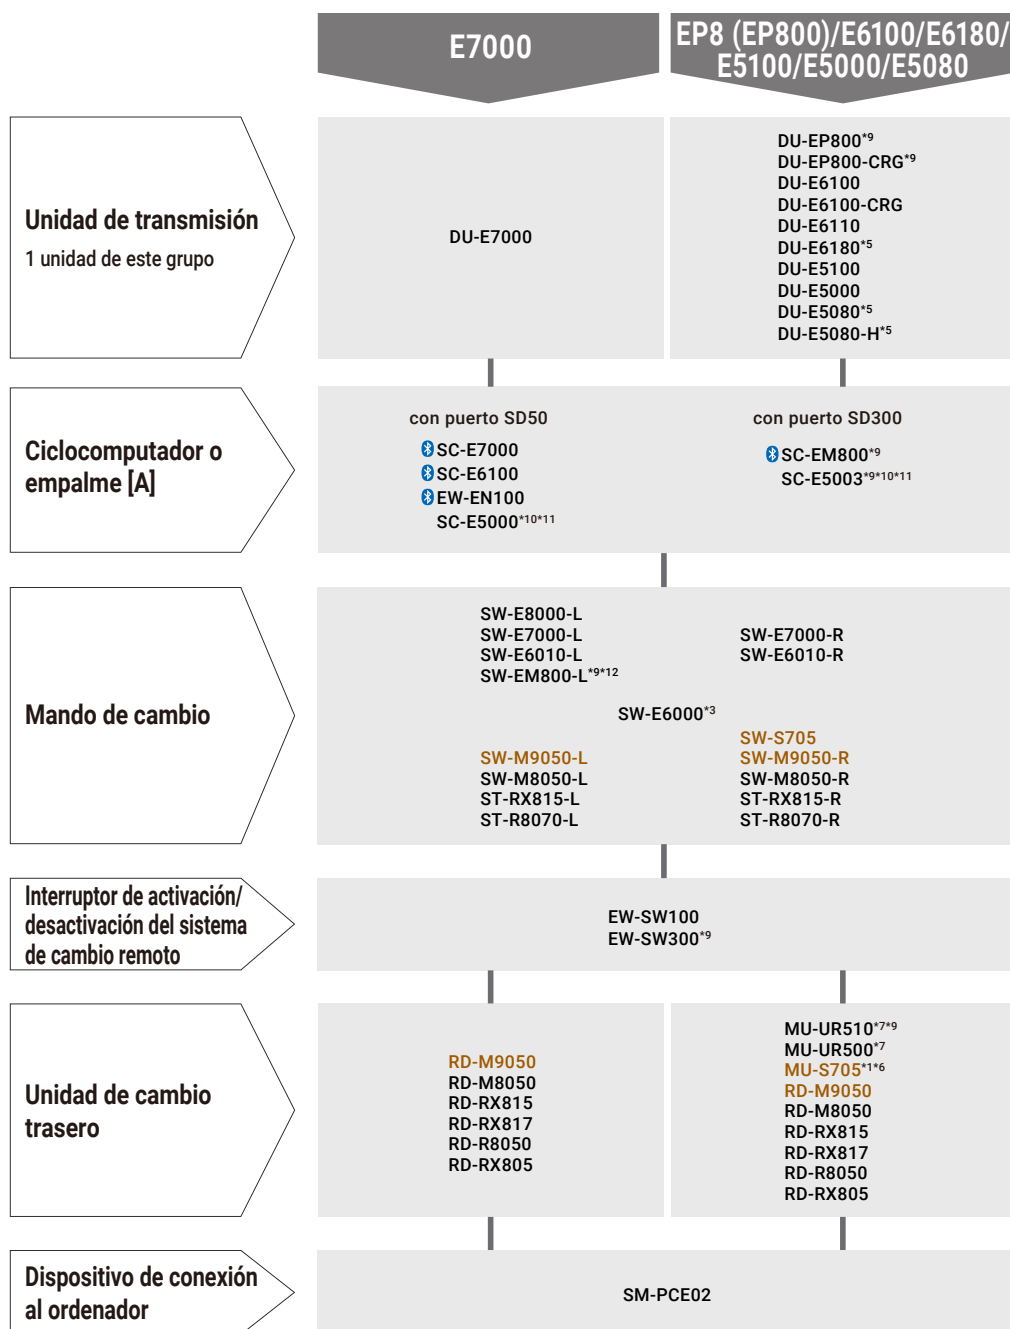 E7000
EP8 (EP800)/E6100/E6180/
E5100/E5000/E5080
Unidad de transmisión
1 unidad de este grupo
DU-E7000
DU-EP800*9
DU-EP800-CRG*9
DU-E6100
DU-E6100-CRG
DU-E6110
DU-E6180*5
DU-E5100
DU-E5000
DU-E5080*5
DU-E5080-H*5
Ciclocomputador o
empalme [A]
con puerto SD50
SC-E7000
SC-E6100
EW-EN100
SC-E5000*10*11
con puerto SD300
SC-EM800*9
SC-E5003*9*10*11
Mando de cambio
SW-E8000-L
SW-E7000-L
SW-E6010-L
SW-EM800-L*9*12
SW-E7000-R
SW-E6010-R
SW-E6000*3
SW-M9050-L
SW-M8050-L
ST-RX815-L
ST-R8070-L
SW-S705
SW-M9050-R
SW-M8050-R
ST-RX815-R
ST-R8070-R
Interruptor de activación/
desactivación del sistema
de cambio remoto
EW-SW100
EW-SW300*9
Unidad de cambio
trasero
RD-M9050
RD-M8050
RD-RX815
RD-RX817
RD-R8050
RD-RX805
MU-UR510*7*9
MU-UR500*7
MU-S705*1*6
RD-M9050
RD-M8050
RD-RX815
RD-RX817
RD-R8050
RD-RX805
Dispositivo de conexión
al ordenador
SM-PCE02